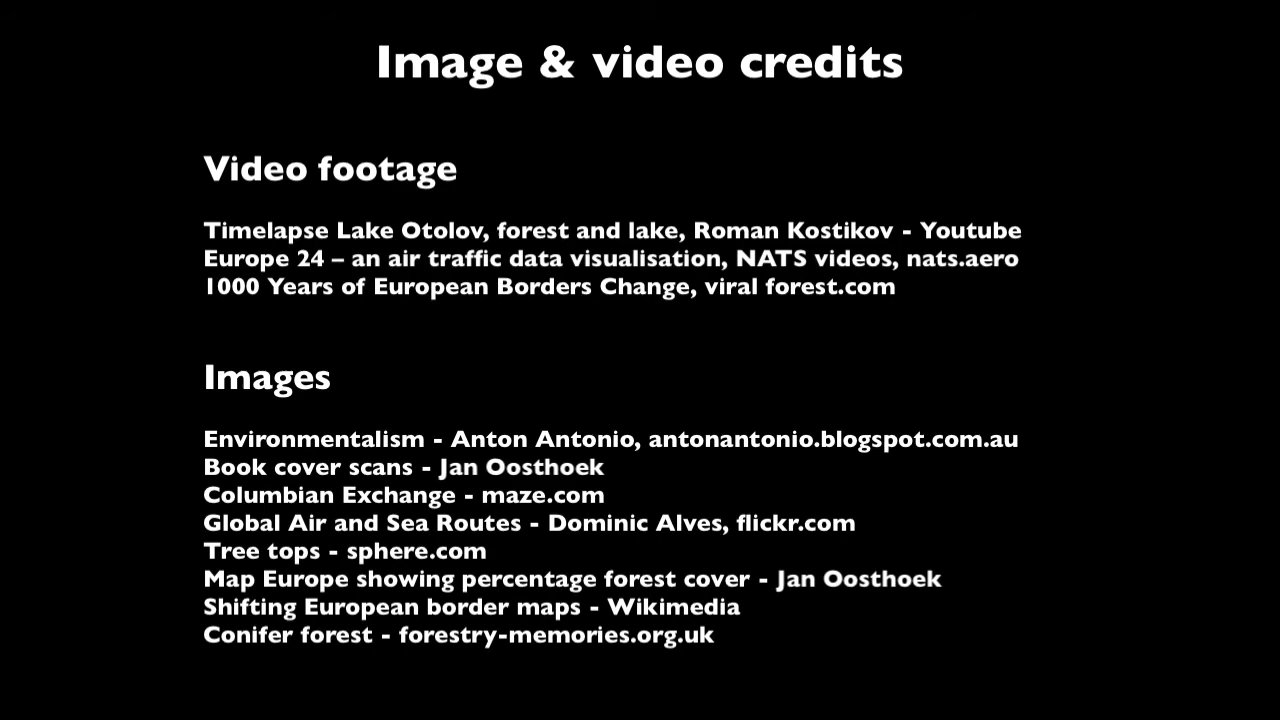 Image & video credits
Video footage
Timelapse Lake Otolov, forest and lake, Roman Kostikov - Youtube
Europe 24 – an air traffic data visualisation, NATS videos, nats.aero
1000 Years of European Borders Change, viral forest.com
Images
Environmentalism - Anton Antonio, antonantonio.blogspot.com.au
Book cover scans - Jan Oosthoek
Columbian Exchange - maze.com
Global Air and Sea Routes - Dominic Alves, flickr.com
Tree tops - sphere.com
Map Europe showing percentage forest cover - Jan Oosthoek
Shifting European border maps - Wikimedia
Conifer forest - forestry-memories.org.uk